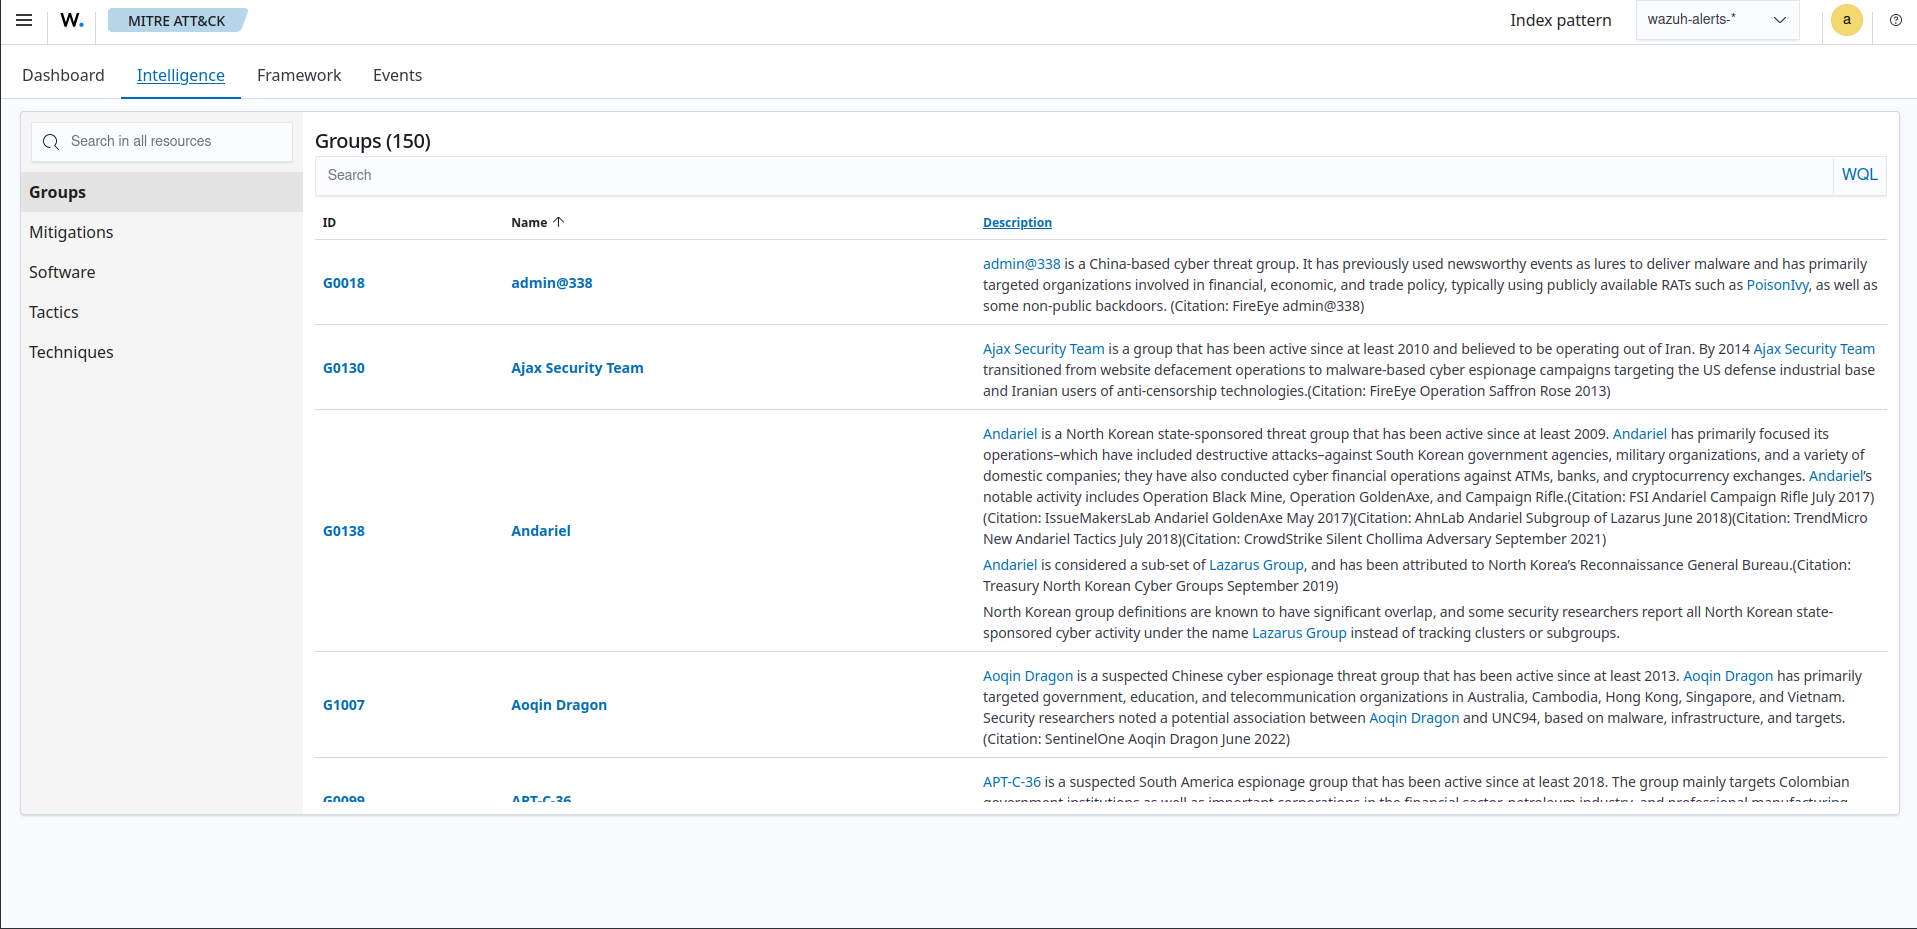 W. MITRE ATT&CK Index pattern wazuh-alerts-* a
Dashboard Intelligence Framework Events
Search in all resources
Groups
Mitigations
Software
Tactics
Techniques
Groups (150)
Search WQL
ID Name Description
G0018 admin@338
admin@338 is a China-based cyber threat group. It has previously used newsworthy events as lures to deliver malware and has primarily
targeted organizations involved in financial, economic, and trade policy, typically using publicly available RATs such as PoisonIvy, as well as
some non-public backdoors. (Citation: FireEye admin@338)
G0130 Ajax Security Team
Ajax Security Team is a group that has been active since at least 2010 and believed to be operating out of Iran. By 2014 Ajax Security Team
transitioned from website defacement operations to malware-based cyber espionage campaigns targeting the US defense industrial base
and Iranian users of anti-censorship technologies.(Citation: FireEye Operation Saffron Rose 2013)
G0138 Andariel
Andariel is a North Korean state-sponsored threat group that has been active since at least 2009. Andariel has primarily focused its
operations–which have included destructive attacks–against South Korean government agencies, military organizations, and a variety of
domestic companies; they have also conducted cyber financial operations against ATMs, banks, and cryptocurrency exchanges. Andariel’s
notable activity includes Operation Black Mine, Operation GoldenAxe, and Campaign Rifle.(Citation: FSI Andariel Campaign Rifle July 2017)
(Citation: IssueMakersLab Andariel GoldenAxe May 2017)(Citation: AhnLab Andariel Subgroup of Lazarus June 2018)(Citation: TrendMicro
New Andariel Tactics July 2018)(Citation: CrowdStrike Silent Chollima Adversary September 2021)
Andariel is considered a sub-set of Lazarus Group, and has been attributed to North Korea’s Reconnaissance General Bureau.(Citation:
Treasury North Korean Cyber Groups September 2019)
North Korean group definitions are known to have significant overlap, and some security researchers report all North Korean state-
sponsored cyber activity under the name Lazarus Group instead of tracking clusters or subgroups.
G1007 Aoqin Dragon
Aoqin Dragon is a suspected Chinese cyber espionage threat group that has been active since at least 2013. Aoqin Dragon has primarily
targeted government, education, and telecommunication organizations in Australia, Cambodia, Hong Kong, Singapore, and Vietnam.
Security researchers noted a potential association between Aoqin Dragon and UNC94, based on malware, infrastructure, and targets.
(Citation: SentinelOne Aoqin Dragon June 2022)
G0099 APT-C-36
APT-C-36 is a suspected South America espionage group that has been active since at least 2018. The group mainly targets Colombian
government institutions as well as important corporations in the financial sector, petroleum industry, and professional manufacturing.